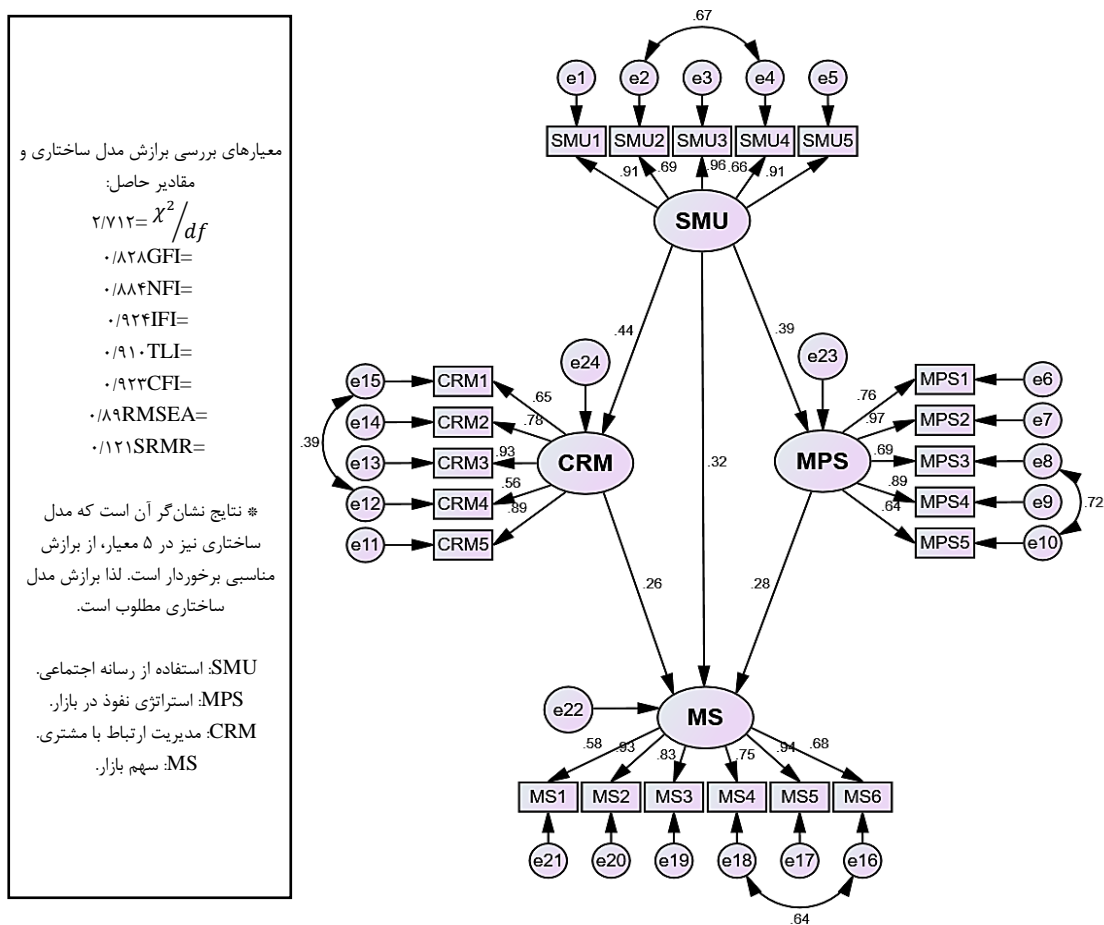 معیارهای بررسی برازش مدل ساختاری و
مقادیر حاصل:
۲/۷۱۲= χ²/df
۰/۸۲۸GFI=
۰/۸۸۴NFI=
۰/۹۲۴IFI=
۰/۹۱۰TLI=
۰/۹۲۳CFI=
۰/۸۹RMSEA=
۰/۱۲۱SRMR=
* نتایج نشان‌گر آن است که مدل
ساختاری نیز در ۵ معیار، از برازش
مناسبی برخوردار است. لذا برازش مدل
ساختاری مطلوب است.
SMU: استفاده از رسانه اجتماعی.
MPS: استراتژی نفوذ در بازار.
CRM: مدیریت ارتباط با مشتری.
MS: سهم بازار.
.67
e1 e2 e3 e4 e5
SMU1 SMU2 SMU3 SMU4 SMU5
.91 .69 .96 .66 .91
SMU
.44 .32 .39
e24
e23
e15 CRM1 .65
e14 CRM2 .78
e13 CRM3 .93
e12 CRM4 .56
e11 CRM5 .89
.39
CRM
MPS
.76 MPS1 e6
.97 MPS2 e7
.69 MPS3 e8
.89 MPS4 e9
.64 MPS5 e10
.72
.26 .28
e22
MS
.58 .93 .83 .75 .94 .68
MS1 MS2 MS3 MS4 MS5 MS6
e21 e20 e19 e18 e17 e16
.64